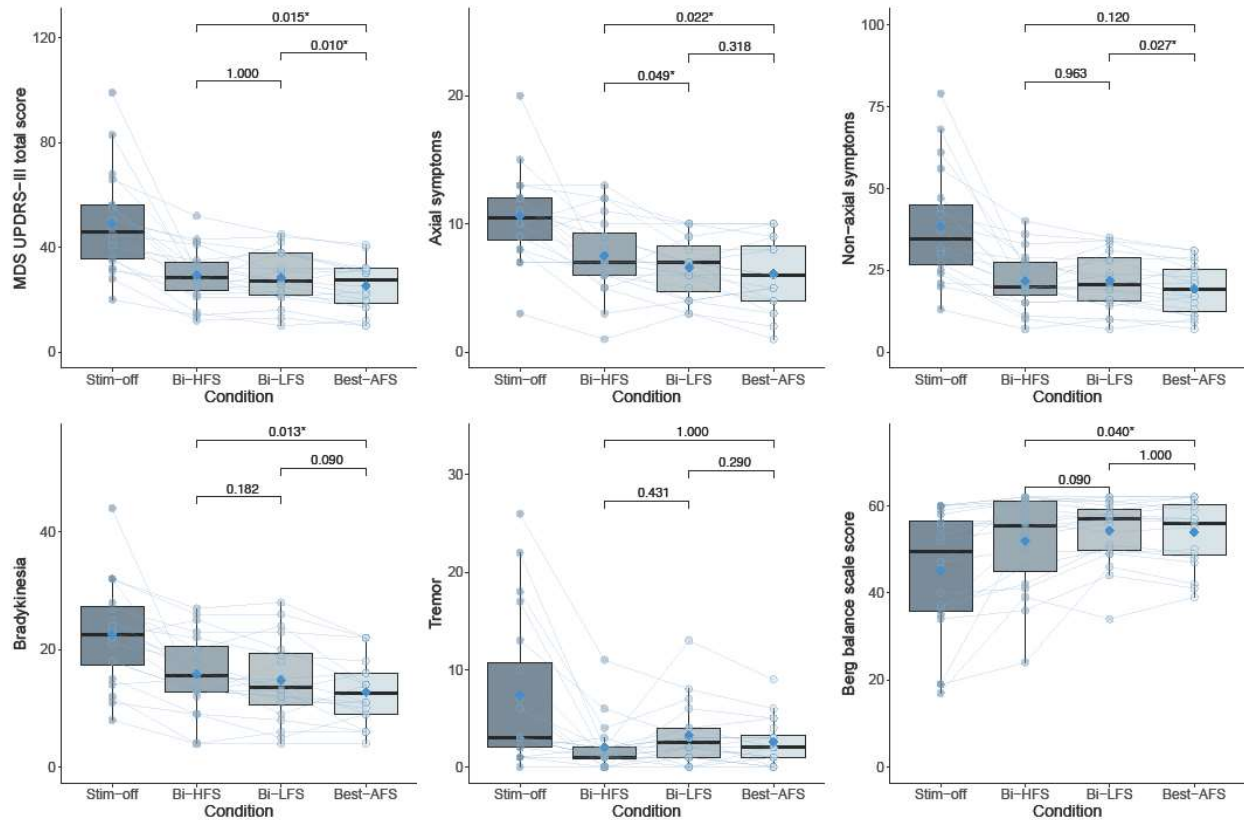 0.015*
0.010*
1.000
MDS UPDRS-III total score
120
80
40
0
Stim-off Bi-HFS Bi-LFS Best-AFS
Condition
0.022*
0.318
0.049*
Axial symptoms
20
10
0
Stim-off Bi-HFS Bi-LFS Best-AFS
Condition
0.120
0.027*
0.963
Non-axial symptoms
100
75
50
25
0
Stim-off Bi-HFS Bi-LFS Best-AFS
Condition
0.013*
0.090
0.182
Bradykinesia
40
20
0
Stim-off Bi-HFS Bi-LFS Best-AFS
Condition
1.000
0.290
0.431
Tremor
30
20
10
0
Stim-off Bi-HFS Bi-LFS Best-AFS
Condition
0.040*
1.000
0.090
Berg balance scale score
60
40
20
0
Stim-off Bi-HFS Bi-LFS Best-AFS
Condition